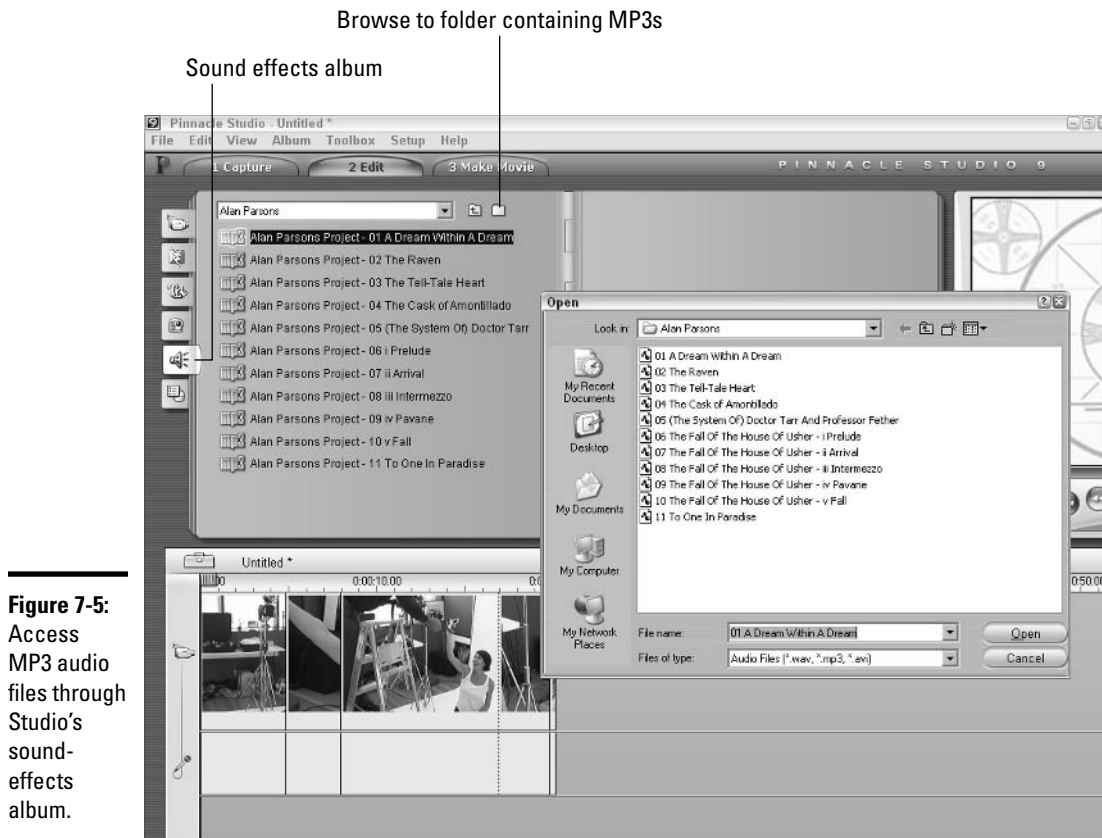 Browse to folder containing MP3s
Sound effects album
Pinnacle Studio - Untitled *
File Edit View Album Toolbox Setup Help
1 Capture 2 Edit 3 Make Movie
PINNACLE STUDIO 9
Alan Parsons
Alan Parsons Project - 01 A Dream Within A Dream
Alan Parsons Project - 02 The Raven
Alan Parsons Project - 03 The Tell-Tale Heart
Alan Parsons Project - 04 The Cask of Amontillado
Alan Parsons Project - 05 (The System Of) Doctor Tarr
Alan Parsons Project - 06 i Prelude
Alan Parsons Project - 07 ii Arrival
Alan Parsons Project - 08 iii Intermezzo
Alan Parsons Project - 09 iv Pavane
Alan Parsons Project - 10 v Fall
Alan Parsons Project - 11 To One In Paradise
Open
Look in: Alan Parsons
My Recent
Documents
Desktop
My Documents
My Computer
My Network
Places
01 A Dream Within A Dream
02 The Raven
03 The Tell-Tale Heart
04 The Cask of Amontillado
05 (The System Of) Doctor Tarr And Professor Fether
06 The Fall Of The House Of Usher - i Prelude
07 The Fall Of The House Of Usher - ii Arrival
08 The Fall Of The House Of Usher - iii Intermezzo
09 The Fall Of The House Of Usher - iv Pavane
10 The Fall Of The House Of Usher - v Fall
11 To One In Paradise
File name: 01 A Dream Within A Dream Open
Files of type: Audio Files (*.wav, *.mp3, *.avi) Cancel
Untitled *
0:00:10.00
Figure 7-5:
Access
MP3 audio
files through
Studio's
sound-
effects
album.